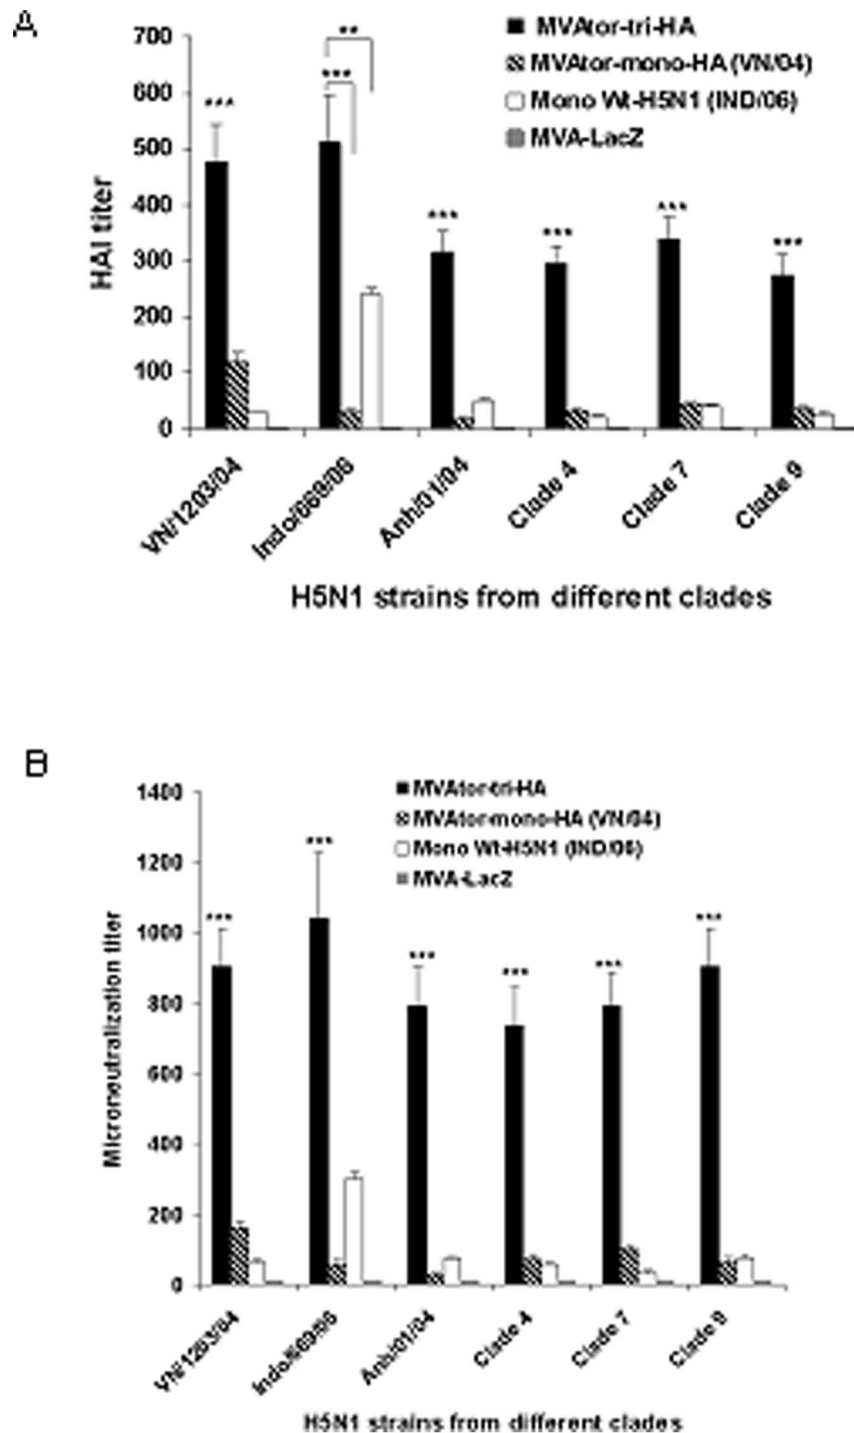 A
700
600
500
400
300
200
100
0
HAI titer
***
***
**
***
***
***
***
MVAtor-tri-HA
MVAtor-mono-HA (VN/04)
Mono Wt-H5N1 (IND/06)
MVA-LacZ
VN/1203/04
Indo/669/06
Anh/01/04
Clade 4
Clade 7
Clade 9
H5N1 strains from different clades
B
1400
1200
1000
800
600
400
200
0
Microneutralization titer
***
***
***
***
***
***
MVAtor-tri-HA
MVAtor-mono-HA (VN/04)
Mono Wt-H5N1 (IND/06)
MVA-LacZ
VN/1203/04
Indo/669/06
Anh/01/04
Clade 4
Clade 7
Clade 9
H5N1 strains from different clades